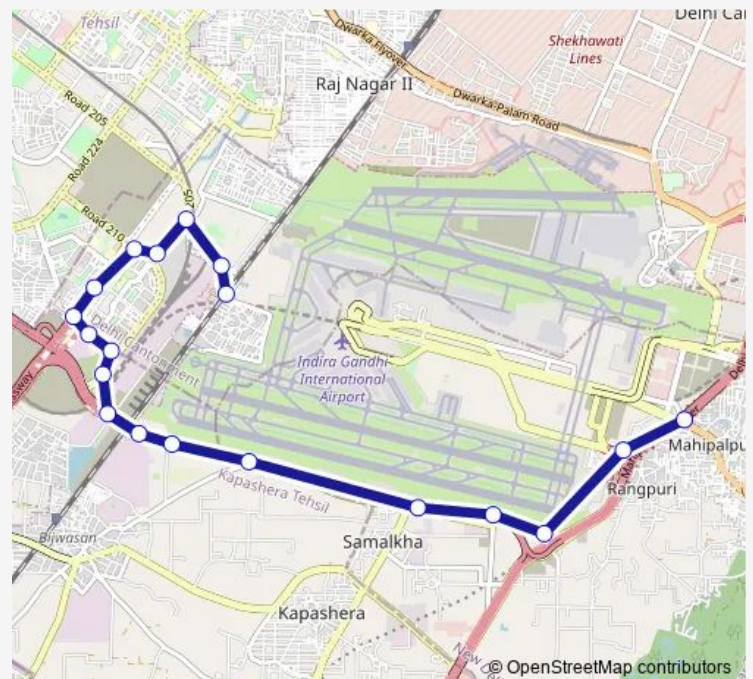 Tehsil
Delhi Ca
Dwarka Flyover
Shekhawati
Lines
Raj Nagar II
Dwarka-Palam Road
Road 205
Road 224
Road 210
205
Delhi Cantonment
Indira Gandhi
International
Airport
Mahipalpu
Rangpuri
Kapashera Tehsil
Bijwasan
Samalkha
Kapashera
© OpenStreetMap contributors